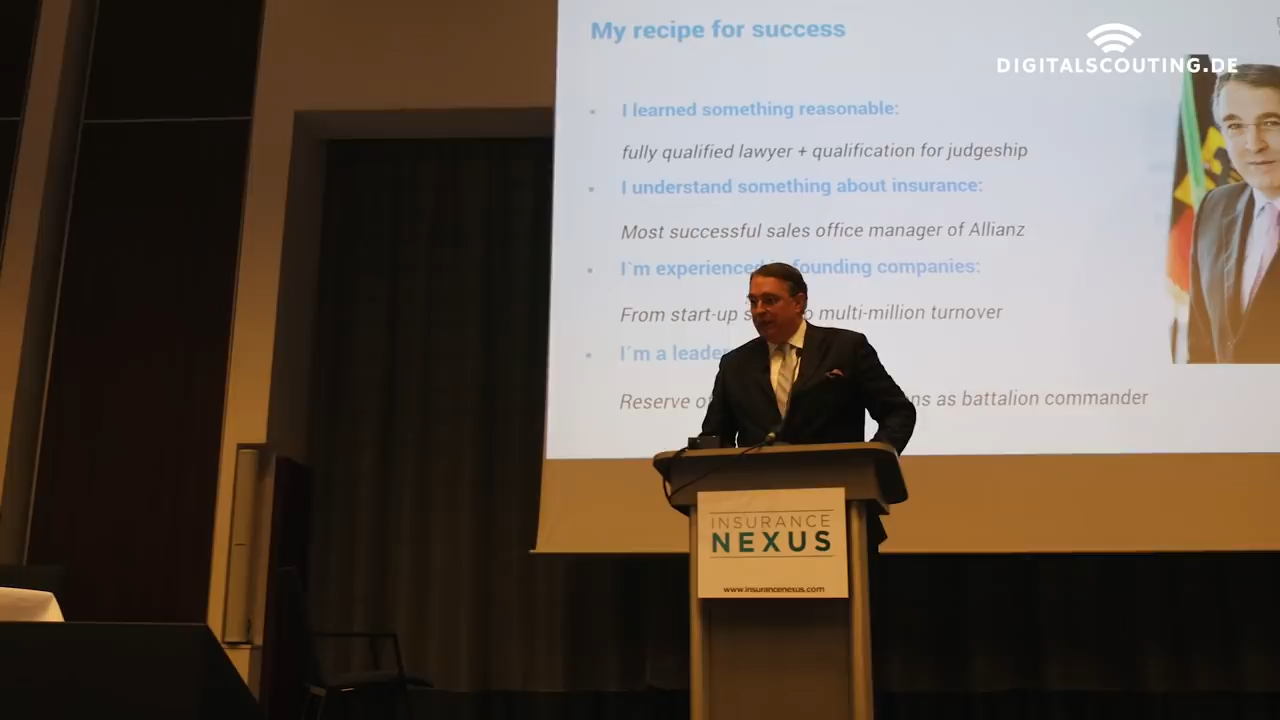 My recipe for success
DIGITALSCOUTING.DE
I learned something reasonable:
fully qualified lawyer + qualification for judgeship
I understand something about insurance:
Most successful sales office manager of Allianz
I`m experienced founding companies:
From start-up multi-million turnover
I´m a leader
Reserve as battalion commander
INSURANCE
NEXUS
www.insurancenexus.com